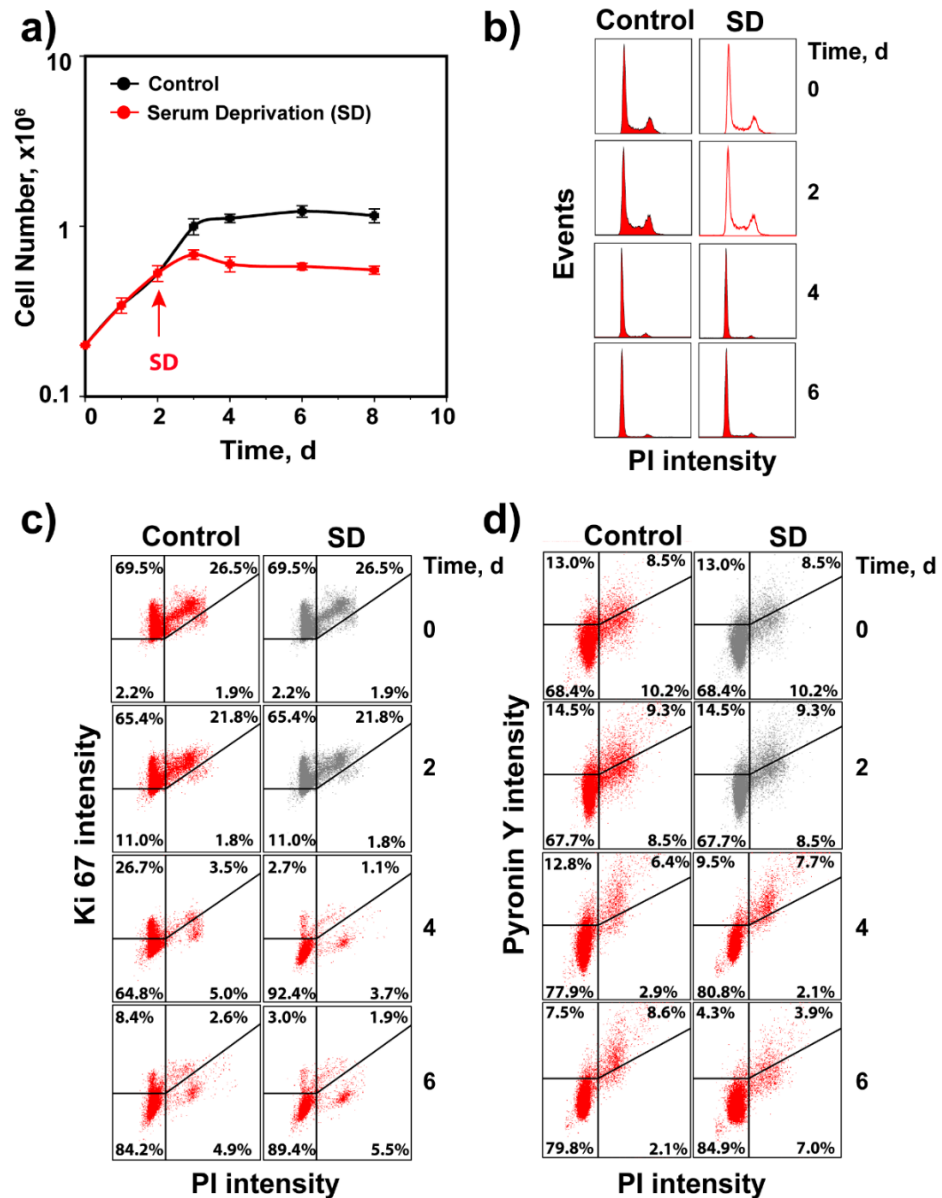 a)
10
1
0.1
Cell Number, x10⁶
Control
Serum Deprivation (SD)
SD
0 2 4 6 8 10
Time, d
b)
Control SD
Time, d
0
2
4
6
Events
PI intensity
c)
Control SD
Time, d
Ki 67 intensity
69.5% 26.5% 69.5% 26.5%
0
2.2% 1.9% 2.2% 1.9%
65.4% 21.8% 65.4% 21.8%
2
11.0% 1.8% 11.0% 1.8%
26.7% 3.5% 2.7% 1.1%
4
64.8% 5.0% 92.4% 3.7%
8.4% 2.6% 3.0% 1.9%
6
84.2% 4.9% 89.4% 5.5%
PI intensity
d)
Control SD
Time, d
Pyronin Y intensity
13.0% 8.5% 13.0% 8.5%
0
68.4% 10.2% 68.4% 10.2%
14.5% 9.3% 14.5% 9.3%
2
67.7% 8.5% 67.7% 8.5%
12.8% 6.4% 9.5% 7.7%
4
77.9% 2.9% 80.8% 2.1%
7.5% 8.6% 4.3% 3.9%
6
79.8% 2.1% 84.9% 7.0%
PI intensity